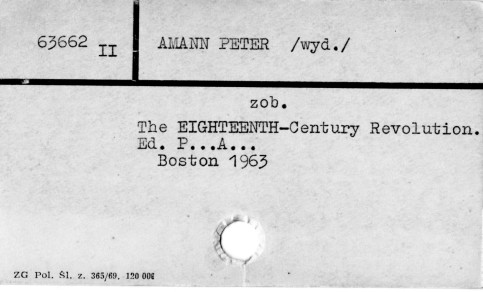 63662 II AMANN PETER /wyd./
zob.
The EIGHTEENTH-Century Revolution.
Ed. P...A...
Boston 1963
ZG Pol. Śl. z. 365/69. 120 000